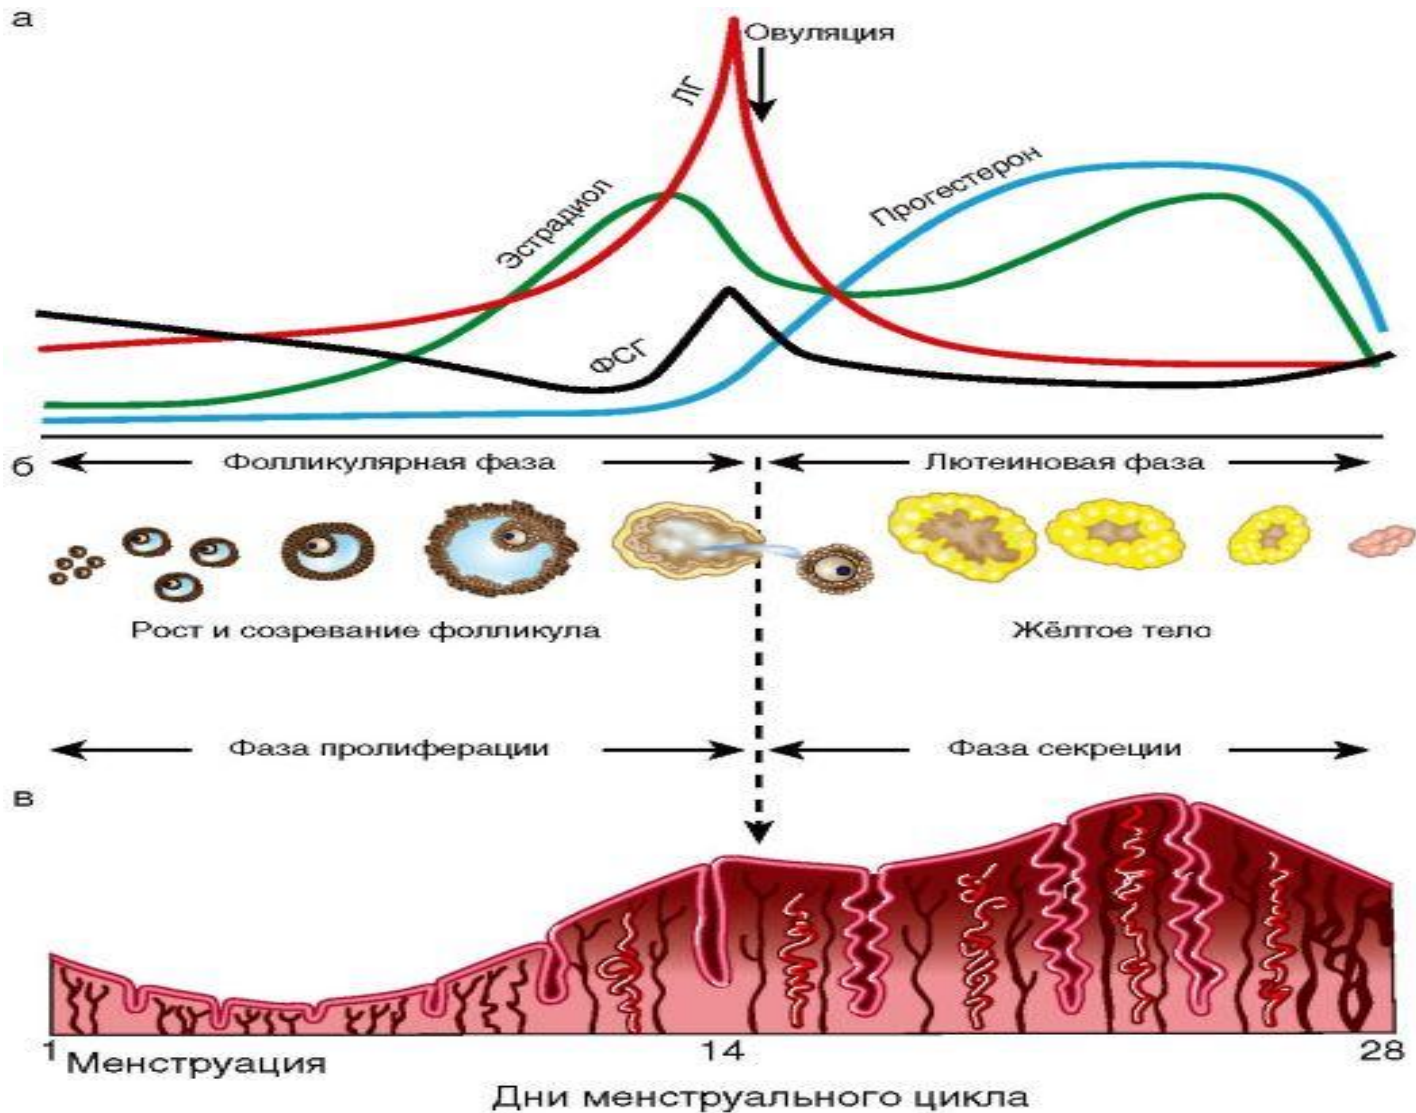 а
Овуляция
ЛГ
Эстрадиол
Прогестерон
ФСГ
б
Фолликулярная фаза
Лютеиновая фаза
Рост и созревание фолликула
Жёлтое тело
Фаза пролиферации
Фаза секреции
в
1 Менструация
14
28
Дни менструального цикла